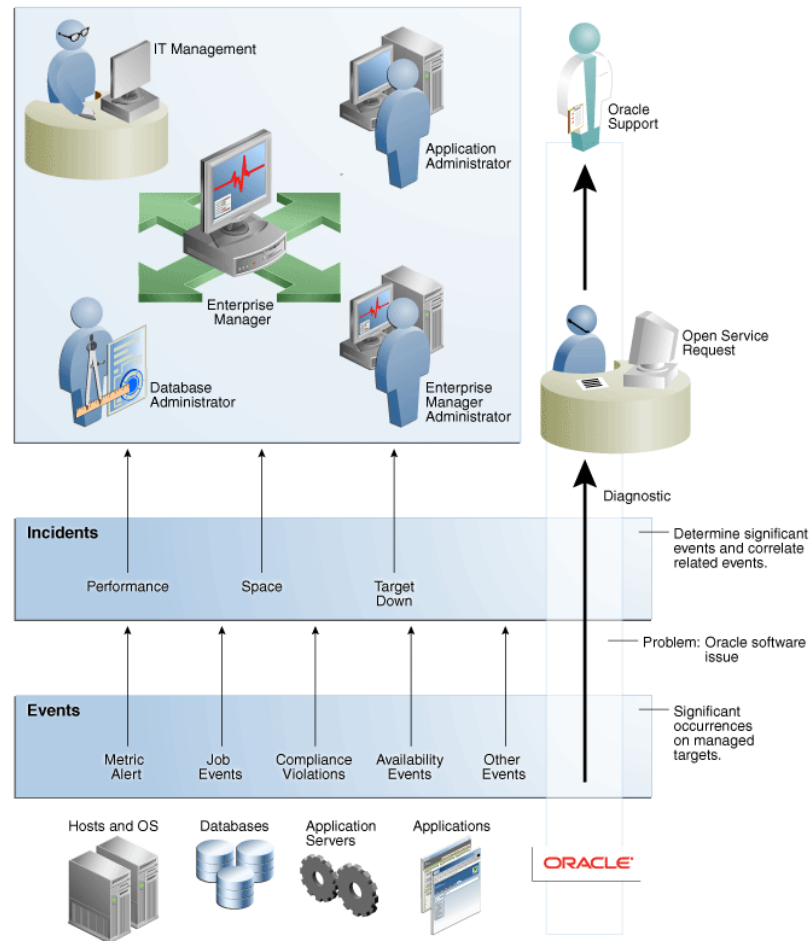 IT Management
Application
Administrator
Enterprise
Manager
Database
Administrator
Enterprise
Manager
Administrator
Oracle
Support
Open Service
Request
Diagnostic
Incidents
Performance
Space
Target
Down
Determine significant
events and correlate
related events.
Problem: Oracle software
issue
Events
Metric
Alert
Job
Events
Compliance
Violations
Availability
Events
Other
Events
Significant
occurrences
on managed
targets.
Hosts and OS
Databases
Application
Servers
Applications
ORACLE®